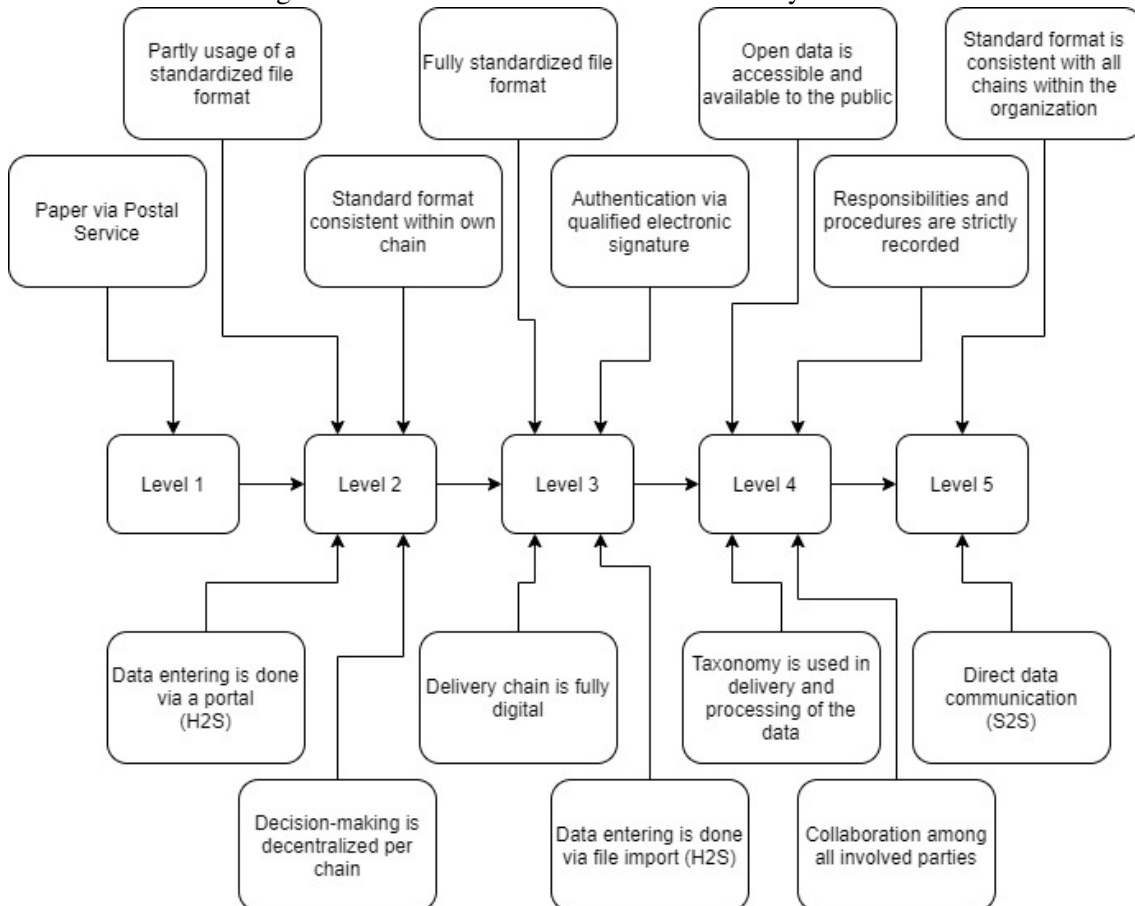 Partly usage of a
standardized file
format
Fully standardized file
format
Open data is
accessible and
available to the public
Standard format is
consistent with all
chains within the
organization
Paper via Postal
Service
Standard format
consistent within own
chain
Authentication via
qualified electronic
signature
Responsibilities and
procedures are strictly
recorded
Level 1
Level 2
Level 3
Level 4
Level 5
Data entering is done
via a portal
(H2S)
Delivery chain is fully
digital
Taxonomy is used in
delivery and
processing of the
data
Direct data
communication
(S2S)
Decision-making is
decentralized per
chain
Data entering is done
via file import (H2S)
Collaboration among
all involved parties